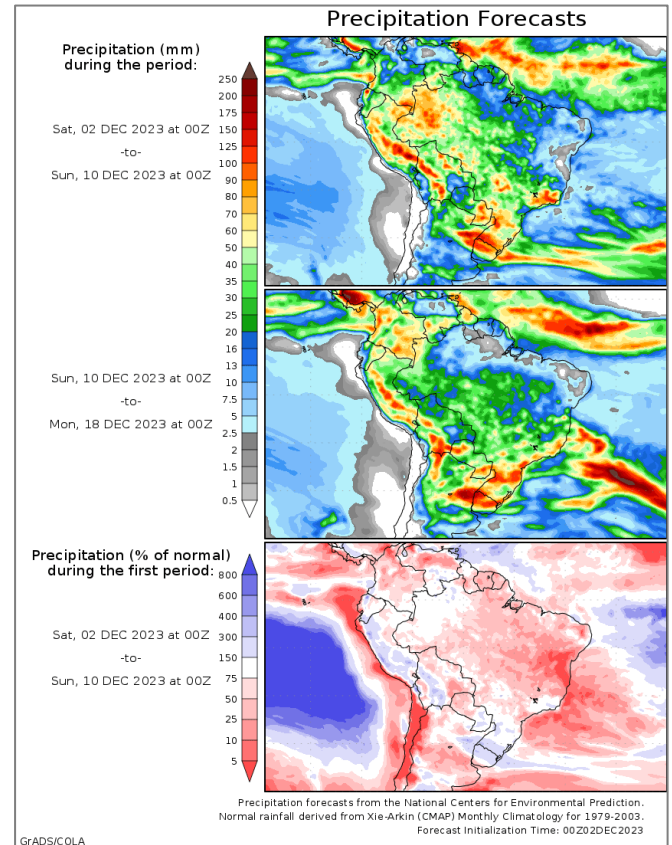 Precipitation Forecasts
Precipitation (mm)
during the period:
Sat, 02 DEC 2023 at 00Z
-to-
Sun, 10 DEC 2023 at 00Z
250
200
175
150
125
100
90
80
70
60
50
40
35
30
25
20
16
13
10
7.5
5
2.5
2
1.5
1
0.5
Sun, 10 DEC 2023 at 00Z
-to-
Mon, 18 DEC 2023 at 00Z
Precipitation (% of normal)
during the first period:
Sat, 02 DEC 2023 at 00Z
-to-
Sun, 10 DEC 2023 at 00Z
800
600
400
300
150
75
50
25
10
5
Precipitation forecasts from the National Centers for Environmental Prediction.
Normal rainfall derived from Xie-Arkin (CMAP) Monthly Climatology for 1979-2003.
Forecast Initialization Time: 00Z02DEC2023
GrADS/COLA